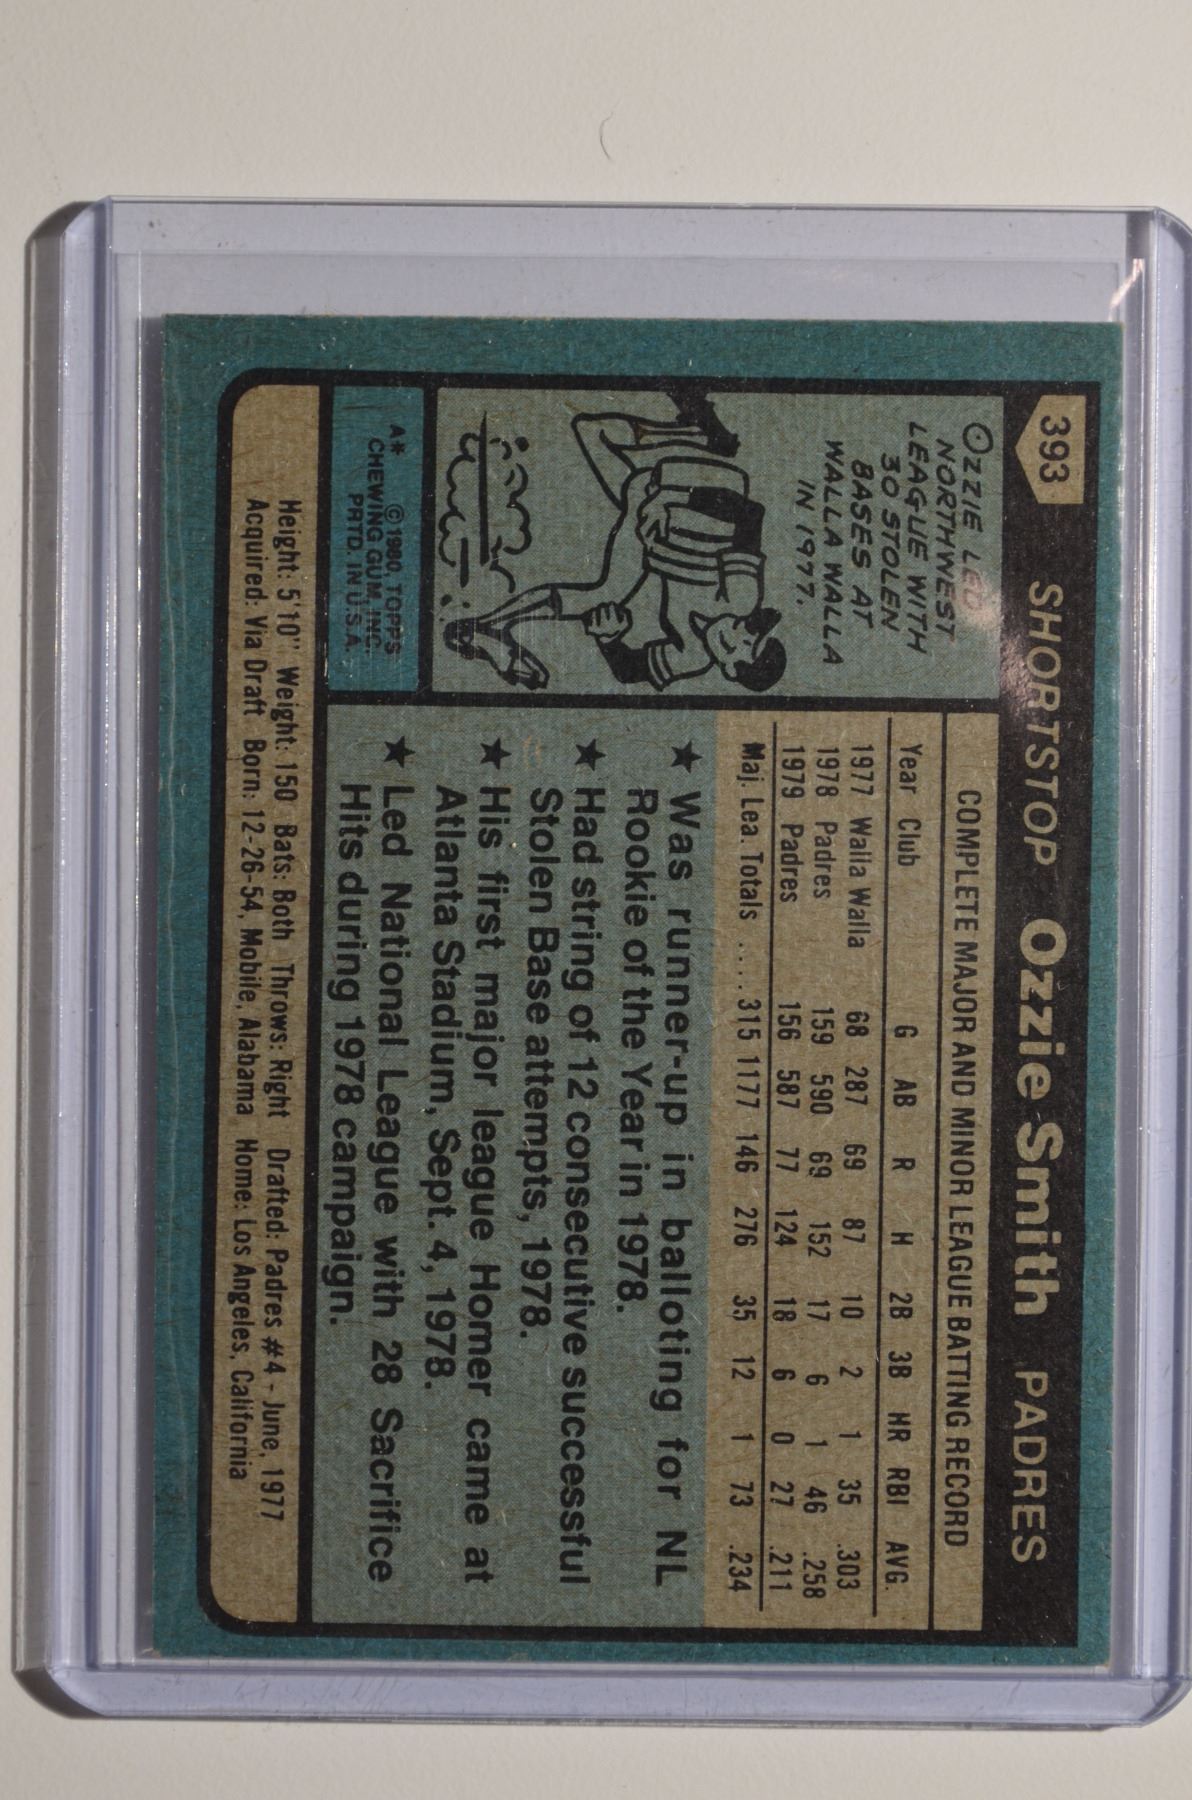 393 SHORTSTOP Ozzie Smith PADRES
OZZIE LED
NORTHWEST
LEAGUE WITH
30 STOLEN
BASES AT
WALLA WALLA
IN 1977.
A* © 1980, TOPPS
CHEWING GUM, INC.
PRTD. IN U.S.A.
COMPLETE MAJOR AND MINOR LEAGUE BATTING RECORD
Year Club G AB R H 2B 3B HR RBI AVG.
1977 Walla Walla 68 287 69 87 10 2 1 35 .303
1978 Padres 159 590 69 152 17 6 1 46 .258
1979 Padres 156 587 77 124 18 6 0 27 .211
Maj. Lea. Totals .... 315 1177 146 276 35 12 1 73 .234
★ Was runner-up in balloting for NL
Rookie of the Year in 1978.
★ Had string of 12 consecutive successful
Stolen Base attempts, 1978.
★ His first major league Homer came at
Atlanta Stadium, Sept. 4, 1978.
★ Led National League with 28 Sacrifice
Hits during 1978 campaign.
Height: 5'10" Weight: 150 Bats: Both Throws: Right Drafted: Padres #4 - June, 1977
Acquired: Via Draft Born: 12-26-54, Mobile, Alabama Home: Los Angeles, California